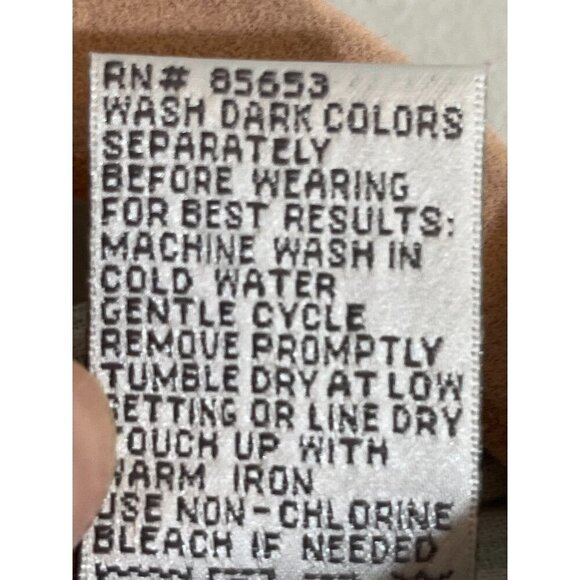 RN# 85653
WASH DARK COLORS
SEPARATELY
BEFORE WEARING
FOR BEST RESULTS:
MACHINE WASH IN
COLD WATER
GENTLE CYCLE
REMOVE PROMPTLY
TUMBLE DRY AT LOW
SETTING OR LINE DRY
TOUCH UP WITH
WARM IRON
USE NON-CHLORINE
BLEACH IF NEEDED